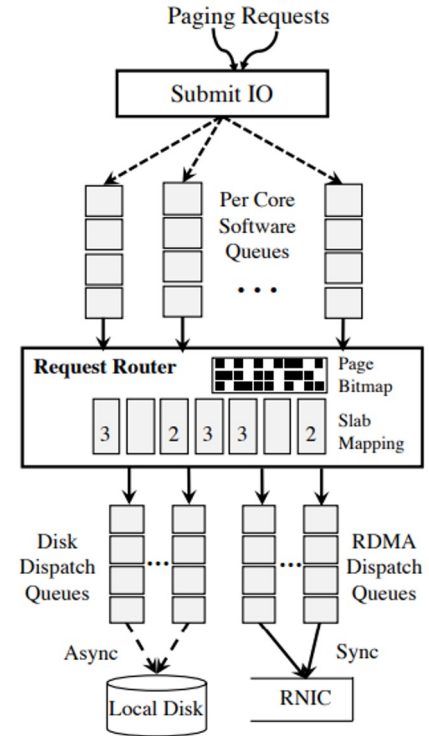 Paging Requests
Submit IO
Per Core
Software
Queues
...
Request Router
Page
Bitmap
3 2 3 3 2
Slab
Mapping
Disk
Dispatch
Queues
...
...
RDMA
Dispatch
Queues
Async
Sync
Local Disk
RNIC